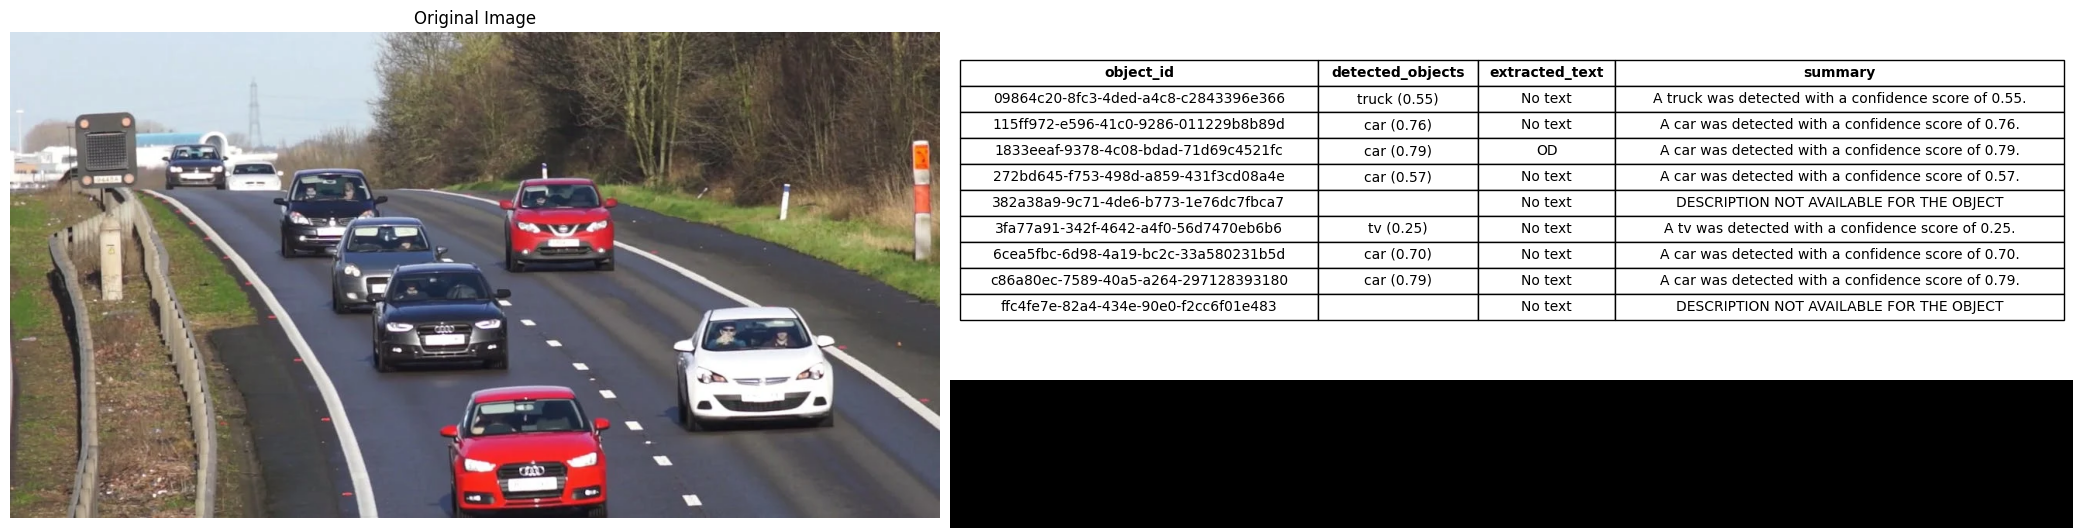 Original Image
object_id detected_objects extracted_text summary
09864c20-8fc3-4ded-a4c8-c2843396e366 truck (0.55) No text A truck was detected with a confidence score of 0.55.
115ff972-e596-41c0-9286-011229b8b89d car (0.76) No text A car was detected with a confidence score of 0.76.
1833eeaf-9378-4c08-bdad-71d69c4521fc car (0.79) OD A car was detected with a confidence score of 0.79.
272bd645-f753-498d-a859-431f3cd08a4e car (0.57) No text A car was detected with a confidence score of 0.57.
382a38a9-9c71-4de6-b773-1e76dc7fbca7 No text DESCRIPTION NOT AVAILABLE FOR THE OBJECT
3fa77a91-342f-4642-a4f0-56d7470eb6b6 tv (0.25) No text A tv was detected with a confidence score of 0.25.
6cea5fbc-6d98-4a19-bc2c-33a580231b5d car (0.70) No text A car was detected with a confidence score of 0.70.
c86a80ec-7589-40a5-a264-297128393180 car (0.79) No text A car was detected with a confidence score of 0.79.
ffc4fe7e-82a4-434e-90e0-f2cc6f01e483 No text DESCRIPTION NOT AVAILABLE FOR THE OBJECT